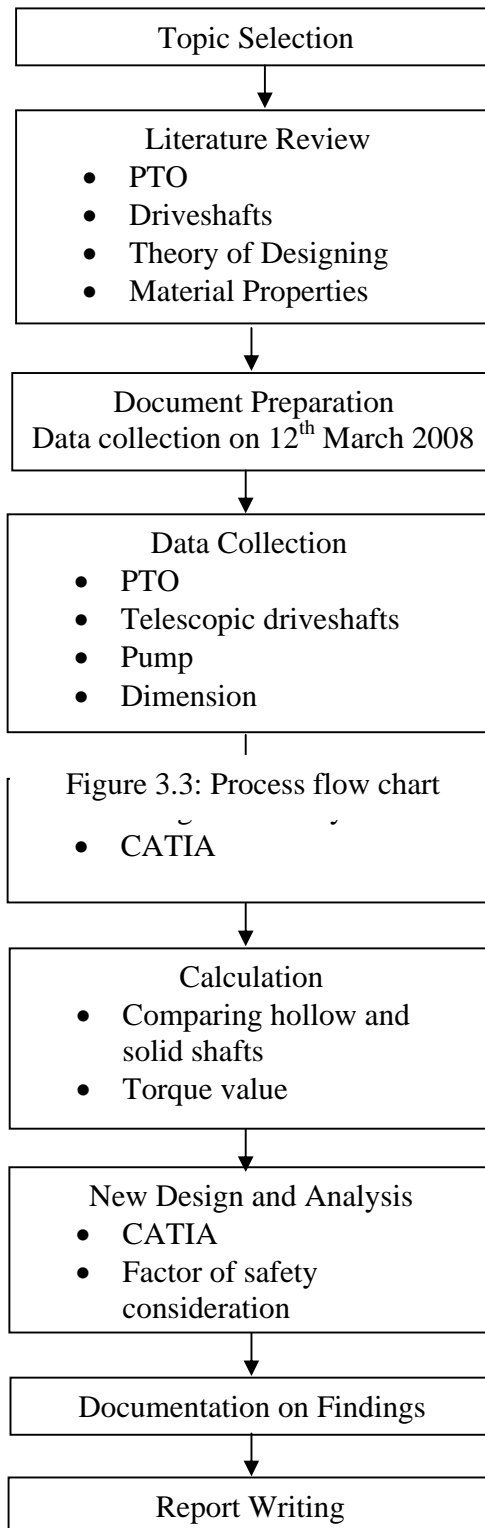 Topic Selection
Literature Review
• PTO
• Driveshafts
• Theory of Designing
• Material Properties
Document Preparation
Data collection on 12th March 2008
Data Collection
• PTO
• Telescopic driveshafts
• Pump
• Dimension
Figure 3.3: Process flow chart
• CATIA
Calculation
• Comparing hollow and
solid shafts
• Torque value
New Design and Analysis
• CATIA
• Factor of safety
consideration
Documentation on Findings
Report Writing